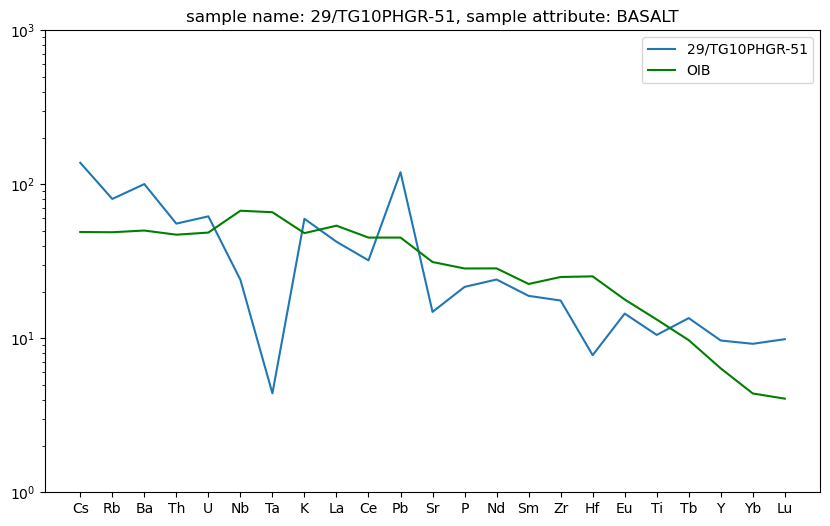 sample name: 29/TG10PHGR-51, sample attribute: BASALT
29/TG10PHGR-51
OIB
10³
10²
10¹
10⁰
Cs Rb Ba Th U Nb Ta K La Ce Pb Sr P Nd Sm Zr Hf Eu Ti Tb Y Yb Lu